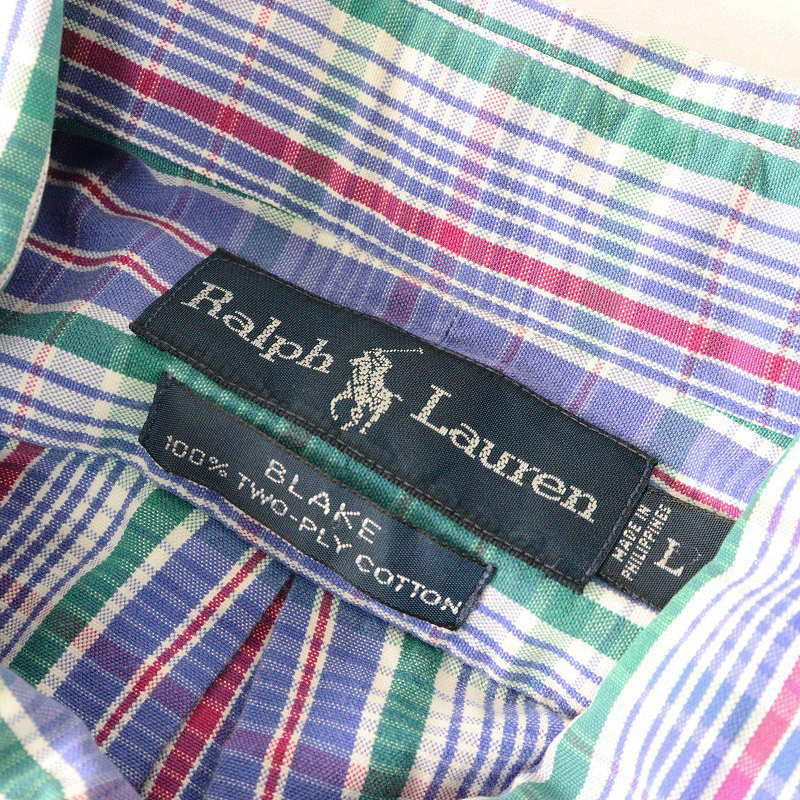 Ralph Lauren
BLAKE
100% TWO-PLY COTTON
MADE IN
PHILIPPINES
L